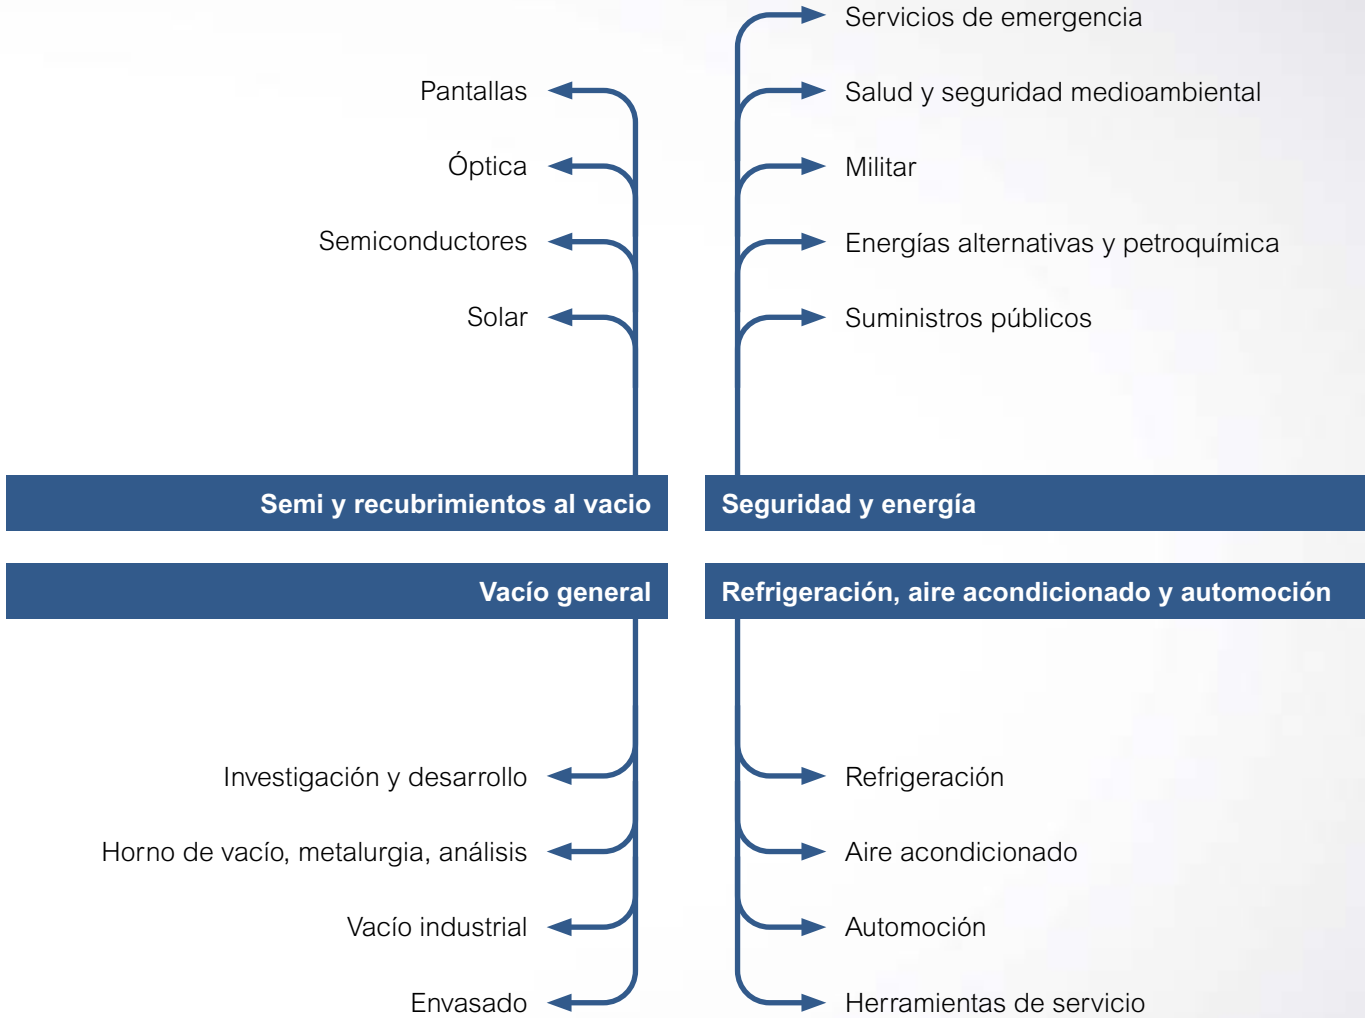 Servicios de emergencia
Pantallas
Salud y seguridad medioambiental
Óptica
Militar
Semiconductores
Energías alternativas y petroquímica
Solar
Suministros públicos
Semi y recubrimientos al vacio
Seguridad y energía
Vacío general
Refrigeración, aire acondicionado y automoción
Investigación y desarrollo
Refrigeración
Horno de vacío, metalurgia, análisis
Aire acondicionado
Vacío industrial
Automoción
Envasado
Herramientas de servicio